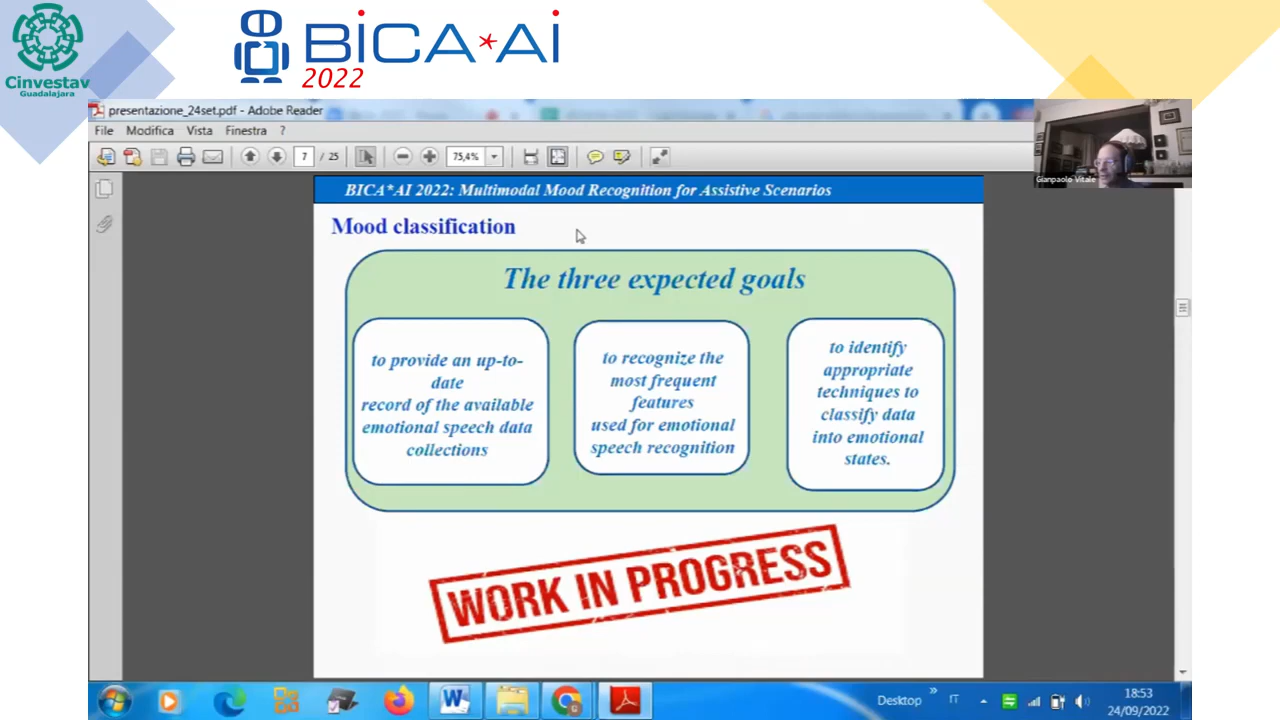 Cinvestav
Guadalajara
BiCA*Ai
2022
presentazione_24set.pdf - Adobe Reader
File Modifica Vista Finestra ?
7 / 25 75,4%
Gianpaolo Vitale
BICA*AI 2022: Multimodal Mood Recognition for Assistive Scenarios
Mood classification
The three expected goals
to provide an up-to-
date
record of the available
emotional speech data
collections
to recognize the
most frequent
features
used for emotional
speech recognition
to identify
appropriate
techniques to
classify data
into emotional
states.
WORK IN PROGRESS
Desktop » IT
18:53
24/09/2022